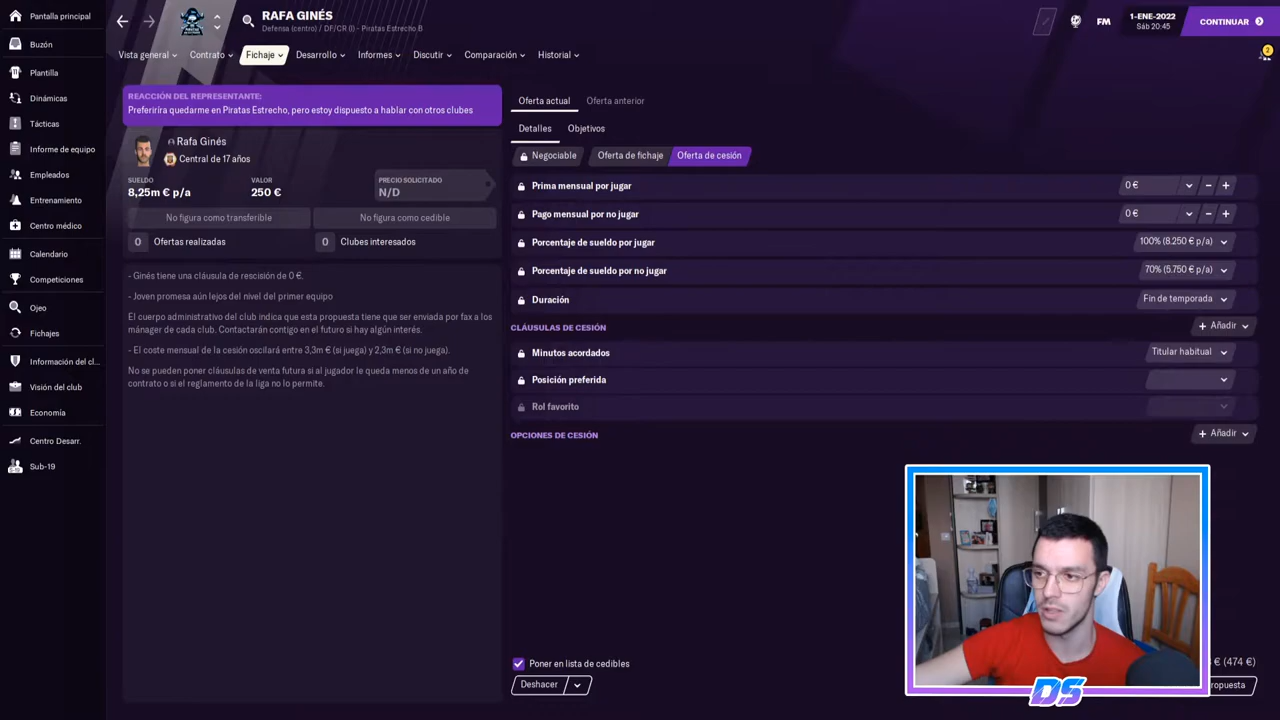 Pantalla principal
Buzón
Plantilla
Dinámicas
Tácticas
Informe de equipo
Empleados
Entrenamiento
Centro médico
Calendario
Competiciones
Ojeo
Fichajes
Información del cl...
Visión del club
Economía
Centro Desarr.
Sub-19
RAFA GINÉS
Defensa (centro) / DF/CR (I) - Piratas Estrecho B
FM
1-ENE-2022
Sáb 20:45
CONTINUAR
2
Vista general
Contrato
Fichaje
Desarrollo
Informes
Discutir
Comparación
Historial
REACCIÓN DEL REPRESENTANTE:
Preferiríra quedarme en Piratas Estrecho, pero estoy dispuesto a hablar con otros clubes
Rafa Ginés
Central de 17 años
SUELDO
8,25m € p/a
VALOR
250 €
PRECIO SOLICITADO
N/D
No figura como transferible
No figura como cedible
0 Ofertas realizadas
0 Clubes interesados
- Ginés tiene una cláusula de rescisión de 0 €.
- Joven promesa aún lejos del nivel del primer equipo
El cuerpo administrativo del club indica que esta propuesta tiene que ser enviada por fax a los
mánager de cada club. Contactarán contigo en el futuro si hay algún interés.
- El coste mensual de la cesión oscilará entre 3,3m € (si juega) y 2,3m € (si no juega).
No se pueden poner cláusulas de venta futura si al jugador le queda menos de un año de
contrato o si el reglamento de la liga no lo permite.
Oferta actual
Oferta anterior
Detalles
Objetivos
Negociable
Oferta de fichaje
Oferta de cesión
Prima mensual por jugar
0 €
Pago mensual por no jugar
0 €
Porcentaje de sueldo por jugar
100% (8.250 € p/a)
Porcentaje de sueldo por no jugar
70% (5.750 € p/a)
Duración
Fin de temporada
CLÁUSULAS DE CESIÓN
+ Añadir
Minutos acordados
Titular habitual
Posición preferida
Rol favorito
OPCIONES DE CESIÓN
+ Añadir
Poner en lista de cedibles
Deshacer
€ (474 €)
ropuesta
DS